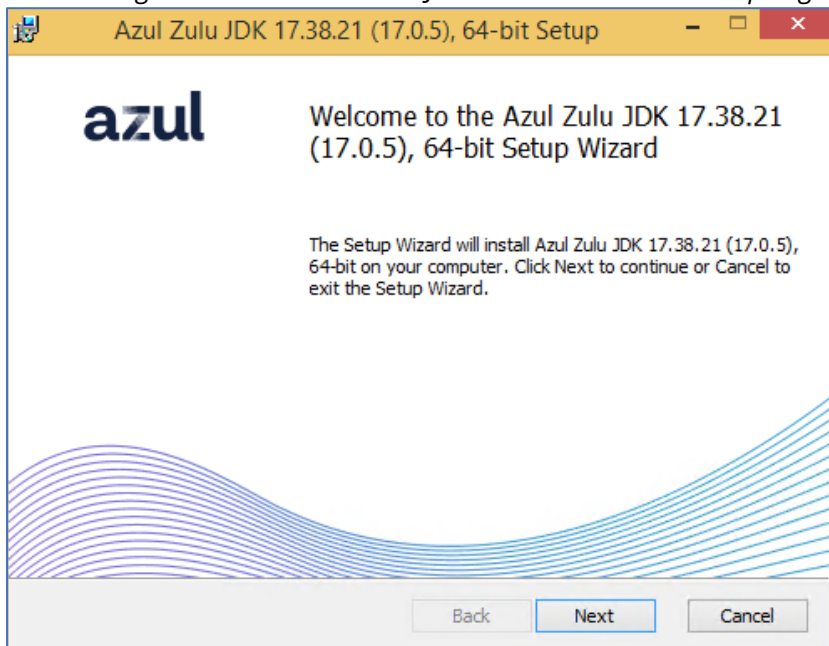 Azul Zulu JDK 17.38.21 (17.0.5), 64-bit Setup
azul
Welcome to the Azul Zulu JDK 17.38.21
(17.0.5), 64-bit Setup Wizard
The Setup Wizard will install Azul Zulu JDK 17.38.21 (17.0.5),
64-bit on your computer. Click Next to continue or Cancel to
exit the Setup Wizard.
Back Next Cancel